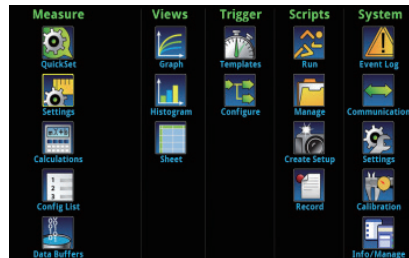 Measure Views Trigger Scripts System
QuickSet Graph Templates Run Event Log
Settings Histogram Configure Manage Communication
Calculations Sheet Create Setup Settings
Config List Record Calibration
Data Buffers Info/Manage